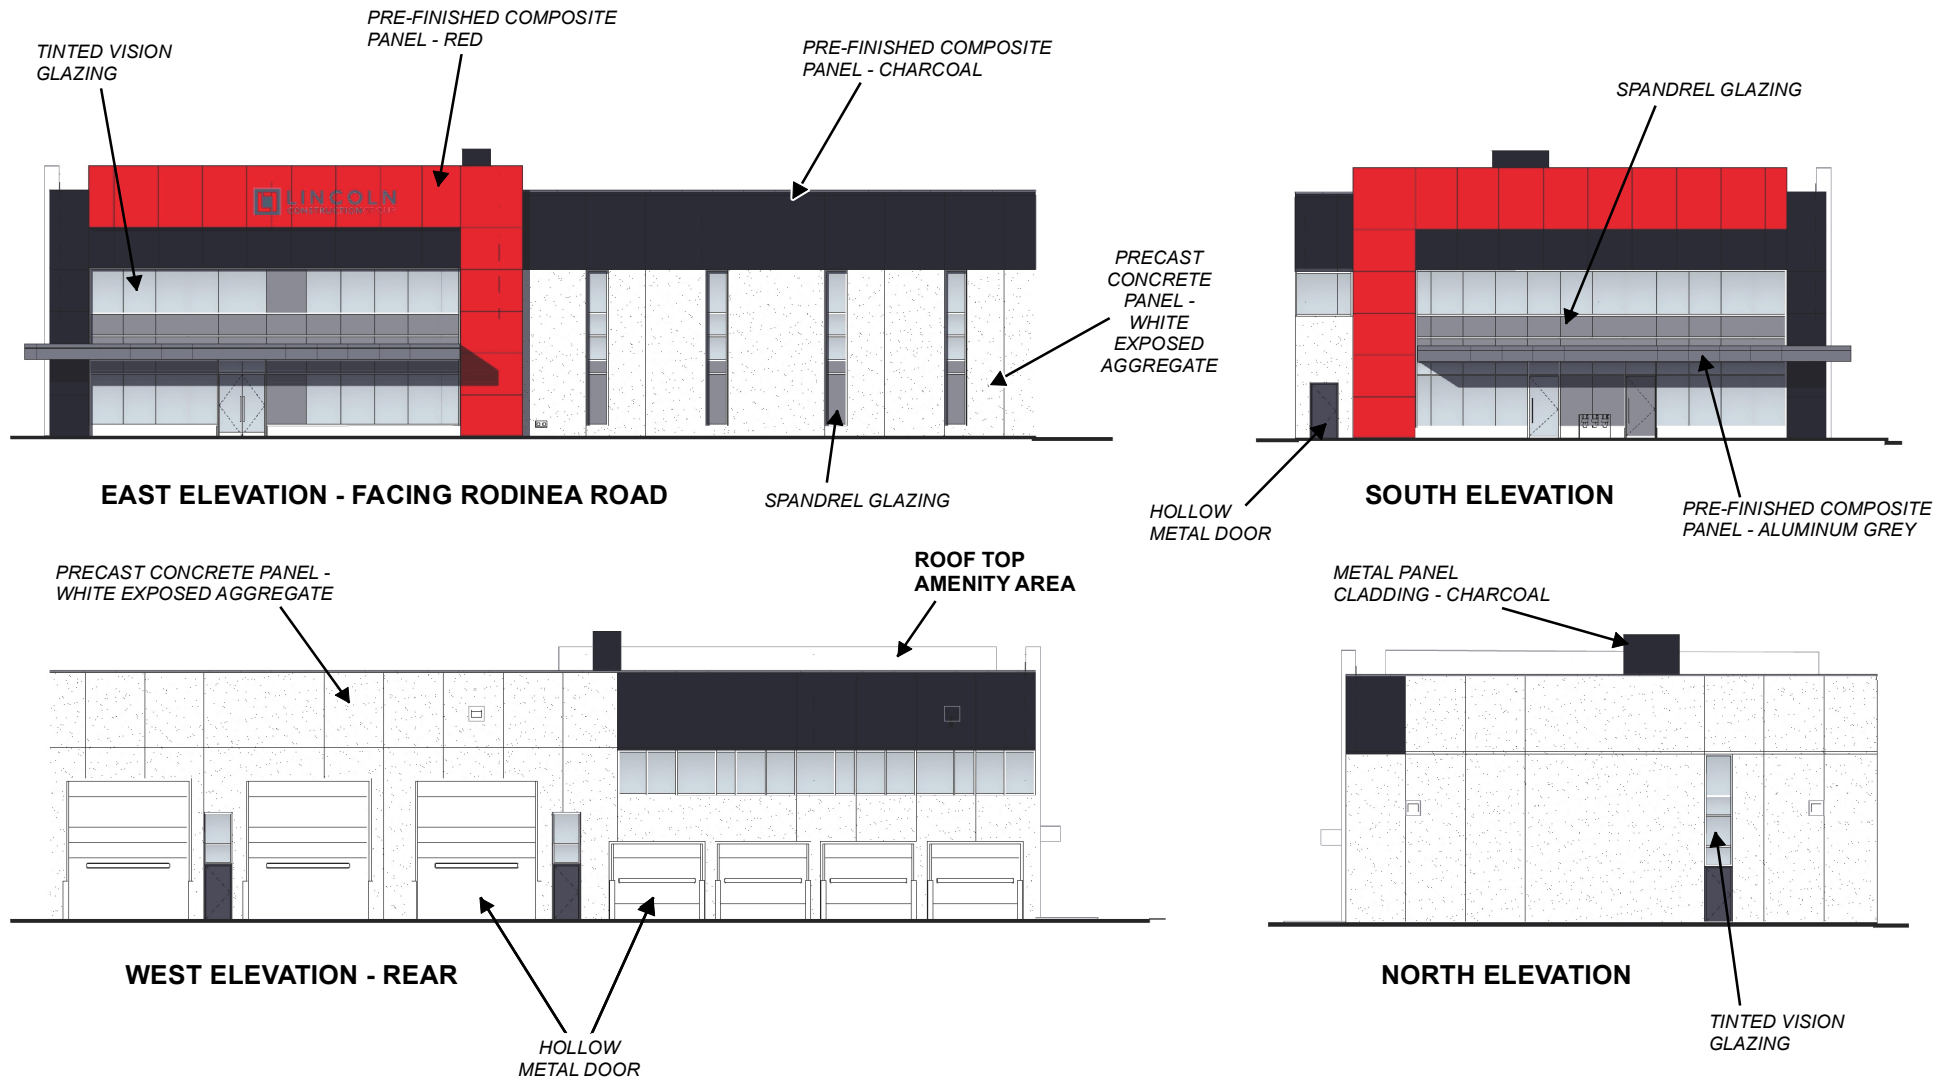 PRE-FINISHED COMPOSITE
PANEL - RED
TINTED VISION
GLAZING
PRE-FINISHED COMPOSITE
PANEL - CHARCOAL
SPANDREL GLAZING
LINCOLN
CONSTRUCTION GROUP
PRECAST
CONCRETE
PANEL -
WHITE
EXPOSED
AGGREGATE
EAST ELEVATION - FACING RODINEA ROAD
SPANDREL GLAZING
SOUTH ELEVATION
HOLLOW
METAL DOOR
PRE-FINISHED COMPOSITE
PANEL - ALUMINUM GREY
PRECAST CONCRETE PANEL -
WHITE EXPOSED AGGREGATE
ROOF TOP
AMENITY AREA
METAL PANEL
CLADDING - CHARCOAL
WEST ELEVATION - REAR
NORTH ELEVATION
HOLLOW
METAL DOOR
TINTED VISION
GLAZING